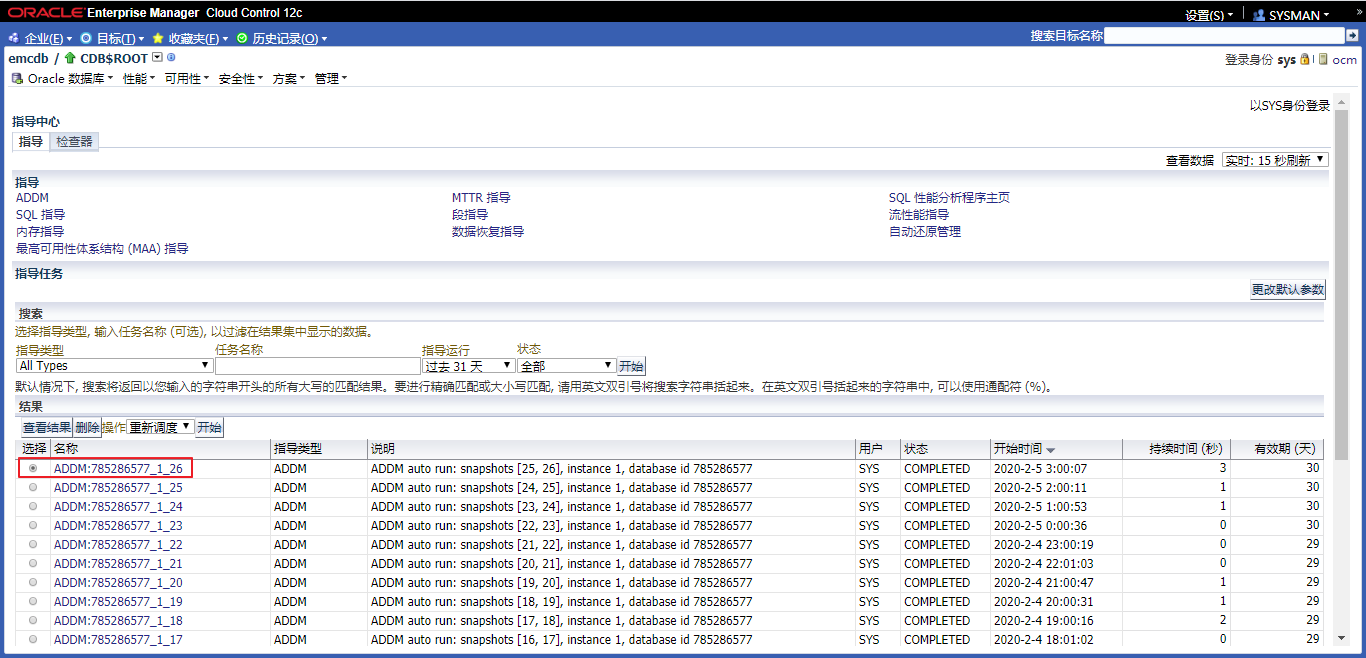 ORACLE Enterprise Manager Cloud Control 12c
设置(S) SYSMAN »
企业(E) 目标(T) 收藏夹(F) 历史记录(O) 搜索目标名称
emcdb / CDB$ROOT 登录身份 sys ocm
Oracle 数据库 性能 可用性 安全性 方案 管理
以SYS身份登录
指导中心
指导 检查器
查看数据 实时: 15 秒刷新
指导
ADDM MTTR 指导 SQL 性能分析程序主页
SQL 指导 段指导 流性能指导
内存指导 数据恢复指导 自动还原管理
最高可用性体系结构 (MAA) 指导
指导任务
更改默认参数
搜索
选择指导类型, 输入任务名称 (可选), 以过滤在结果集中显示的数据。
指导类型 任务名称 指导运行 状态
All Types 过去 31 天 全部 开始
默认情况下, 搜索将返回以您输入的字符串开头的所有大写的匹配结果。要进行精确匹配或大小写匹配, 请用英文双引号将搜索字符串括起来。在英文双引号括起来的字符串中, 可以使用通配符 (%)。
结果
查看结果 删除 操作 重新调度 开始
选择 名称 指导类型 说明 用户 状态 开始时间 持续时间 (秒) 有效期 (天)
ADDM:785286577_1_26 ADDM ADDM auto run: snapshots [25, 26], instance 1, database id 785286577 SYS COMPLETED 2020-2-5 3:00:07 3 30
ADDM:785286577_1_25 ADDM ADDM auto run: snapshots [24, 25], instance 1, database id 785286577 SYS COMPLETED 2020-2-5 2:00:11 1 30
ADDM:785286577_1_24 ADDM ADDM auto run: snapshots [23, 24], instance 1, database id 785286577 SYS COMPLETED 2020-2-5 1:00:53 1 30
ADDM:785286577_1_23 ADDM ADDM auto run: snapshots [22, 23], instance 1, database id 785286577 SYS COMPLETED 2020-2-5 0:00:36 0 30
ADDM:785286577_1_22 ADDM ADDM auto run: snapshots [21, 22], instance 1, database id 785286577 SYS COMPLETED 2020-2-4 23:00:19 0 29
ADDM:785286577_1_21 ADDM ADDM auto run: snapshots [20, 21], instance 1, database id 785286577 SYS COMPLETED 2020-2-4 22:01:03 0 29
ADDM:785286577_1_20 ADDM ADDM auto run: snapshots [19, 20], instance 1, database id 785286577 SYS COMPLETED 2020-2-4 21:00:47 1 29
ADDM:785286577_1_19 ADDM ADDM auto run: snapshots [18, 19], instance 1, database id 785286577 SYS COMPLETED 2020-2-4 20:00:31 1 29
ADDM:785286577_1_18 ADDM ADDM auto run: snapshots [17, 18], instance 1, database id 785286577 SYS COMPLETED 2020-2-4 19:00:16 2 29
ADDM:785286577_1_17 ADDM ADDM auto run: snapshots [16, 17], instance 1, database id 785286577 SYS COMPLETED 2020-2-4 18:01:02 0 29